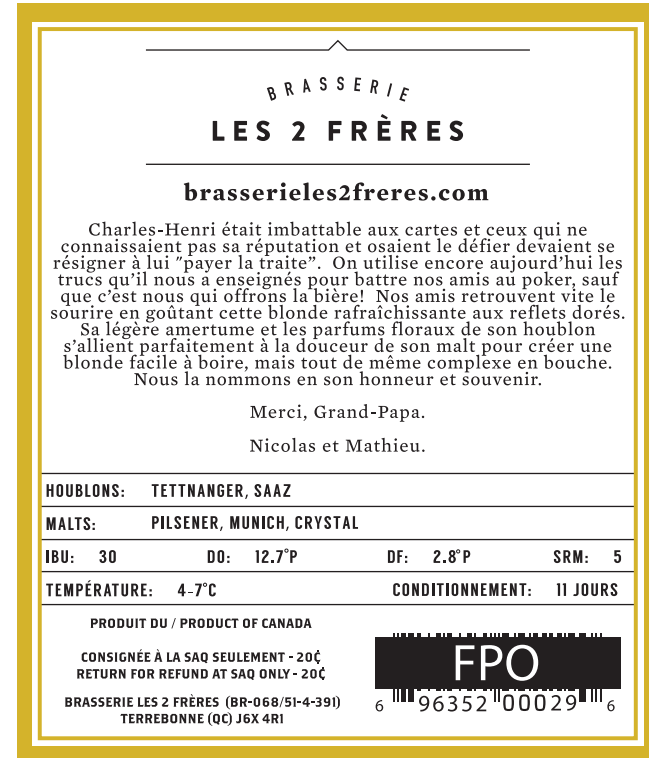 BRASSERIE
LES 2 FRÈRES
brasserieles2freres.com
Charles-Henri était imbattable aux cartes et ceux qui ne
connaissaient pas sa réputation et osaient le défier devaient se
résigner à lui "payer la traite”. On utilise encore aujourd’hui les
trucs qu’il nous a enseignés pour battre nos amis au poker, sauf
que c’est nous qui offrons la bière! Nos amis retrouvent vite le
sourire en goûtant cette blonde rafraîchissante aux reflets dorés.
Sa légère amertume et les parfums floraux de son houblon
s’allient parfaitement à la douceur de son malt pour créer une
blonde facile à boire, mais tout de même complexe en bouche.
Nous la nommons en son honneur et souvenir.
Merci, Grand-Papa.
Nicolas et Mathieu.
HOUBLONS: TETTNANGER, SAAZ
MALTS: PILSENER, MUNICH, CRYSTAL
IBU: 30 DO: 12.7°P DF: 2.8°P SRM: 5
TEMPÉRATURE: 4-7°C CONDITIONNEMENT: 11 JOURS
PRODUIT DU / PRODUCT OF CANADA
CONSIGNÉE À LA SAQ SEULEMENT - 20¢
RETURN FOR REFUND AT SAQ ONLY - 20¢
BRASSERIE LES 2 FRÈRES (BR-068/51-4-391)
TERREBONNE (QC) J6X 4R1
FPO
6 96352 00029 6